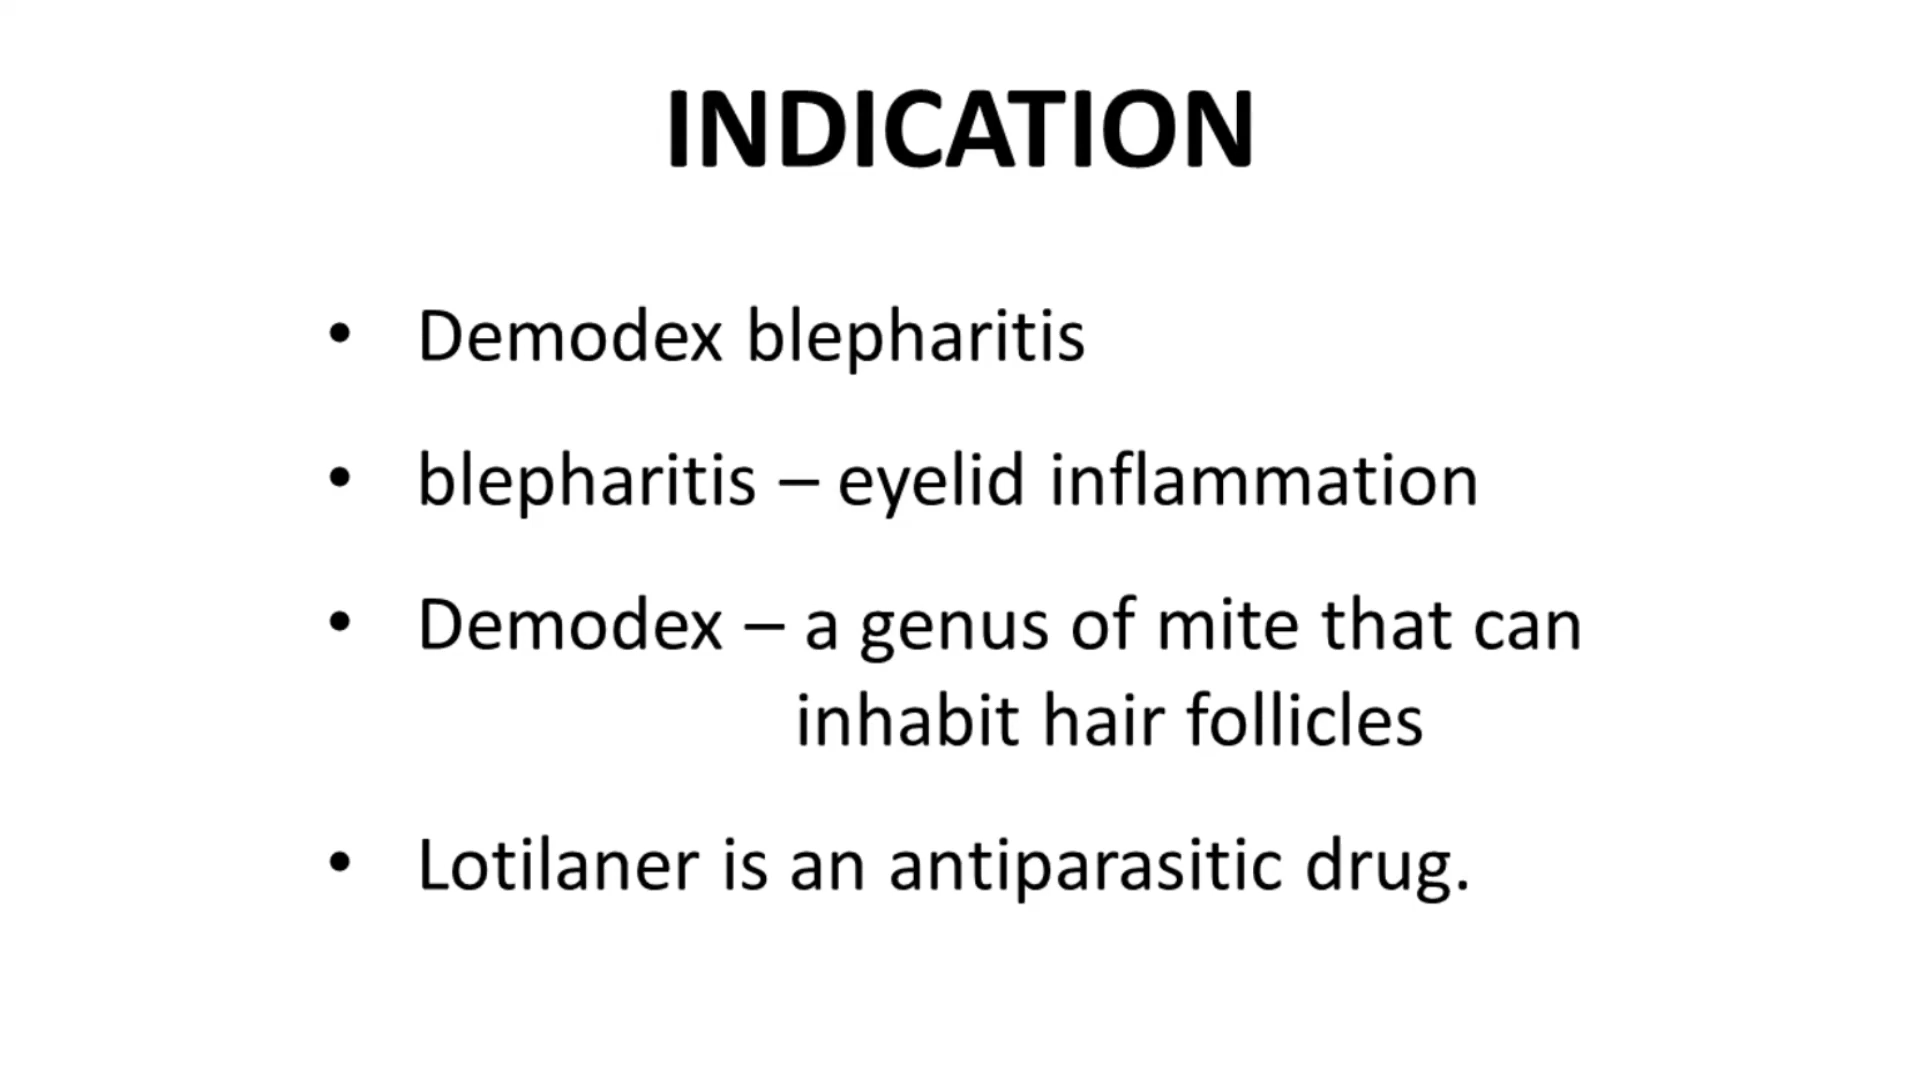 INDICATION
• Demodex blepharitis
• blepharitis – eyelid inflammation
• Demodex – a genus of mite that can
inhabit hair follicles
• Lotilaner is an antiparasitic drug.